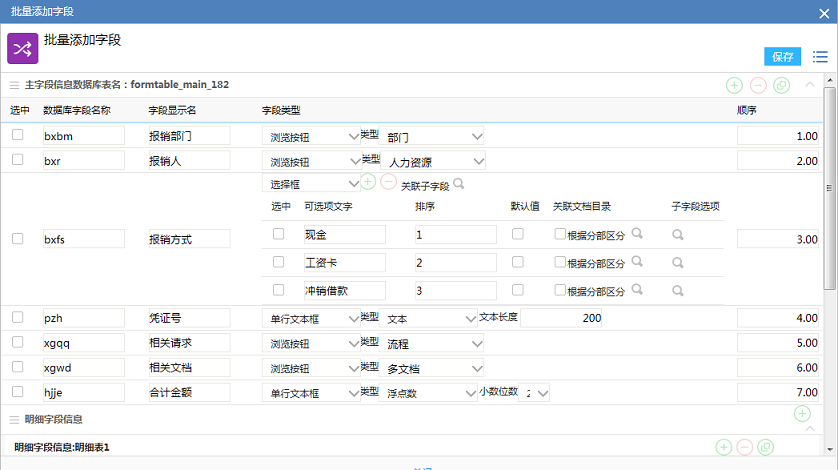 批量添加字段
批量添加字段
保存
主字段信息数据库表名：formtable_main_182
选中 数据库字段名称 字段显示名 字段类型 顺序
bxbm 报销部门 浏览按钮 类型 部门 1.00
bxr 报销人 浏览按钮 类型 人力资源 2.00
选择框 关联子字段
选中 可选项文字 排序 默认值 关联文档目录 子字段选项
现金 1 根据分部区分
bxfs 报销方式 3.00
工资卡 2 根据分部区分
冲销借款 3 根据分部区分
pzh 凭证号 单行文本框 类型 文本 文本长度 200 4.00
xgqq 相关请求 浏览按钮 类型 流程 5.00
xgwd 相关文档 浏览按钮 类型 多文档 6.00
hjje 合计金额 单行文本框 类型 浮点数 小数位数 7.00
明细字段信息
明细字段信息:明细表1